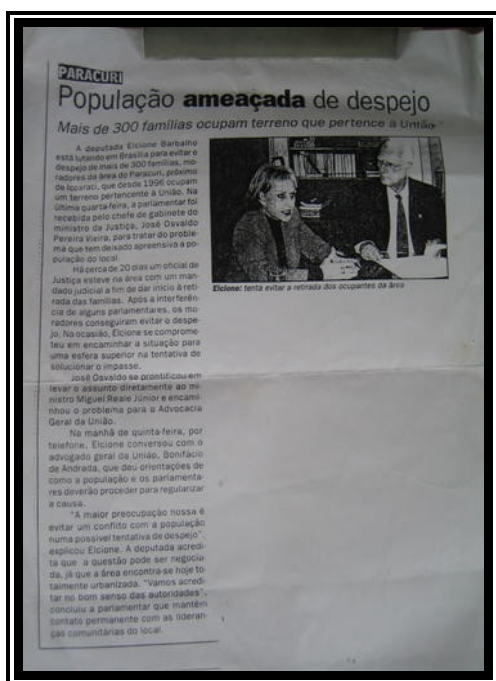 PARACURI
População ameaçada de despejo
Mais de 300 famílias ocupam terreno que pertence à União
A deputada Elcione Barbalho
está lutando em Brasília para evitar o
despejo de mais de 300 famílias, mo-
radores da área do Paracuri, próximo
de Icoaraci, que desde 1996 ocupam
um terreno pertencente à União. Na
última quarta-feira, a parlamentar foi
recebida pelo chefe de gabinete do
ministro da Justiça, José Osvaldo
Pereira Vieira, para tratar do proble-
ma que tem deixado apreensiva a po-
pulação do local.
Há cerca de 20 dias um oficial de
Justiça esteve na área com um man-
dado judicial a fim de dar início à reti-
rada das famílias. Após a interferên-
cia de alguns parlamentares, os mo-
radores conseguiram evitar o despe-
jo. Na ocasião, Elcione se comprome-
teu em encaminhar a situação para
uma esfera superior na tentativa de
solucionar o impasse.
José Osvaldo se prontificou em
levar o assunto diretamente ao mi-
nistro Miguel Reale Júnior e encami-
nhou o problema para a Advocacia
Geral da União.
Na manhã de quinta-feira, por
telefone, Elcione conversou com o
advogado geral da União, Bonifácio
de Andrada, que deu orientações de
como a população e os parlamenta-
res deverão proceder para regularizar
a causa.
"A maior preocupação nossa é
evitar um conflito com a população
numa possível tentativa de despejo",
explicou Elcione. A deputada acredi-
ta que a questão pode ser negocia-
da, já que a área encontra-se hoje to-
talmente urbanizada. "Vamos acredi-
tar no bom senso das autoridades",
concluiu a parlamentar que mantém
contato permanente com as lideran-
ças comunitárias do local.
Elcione: tenta evitar a retirada dos ocupantes da área